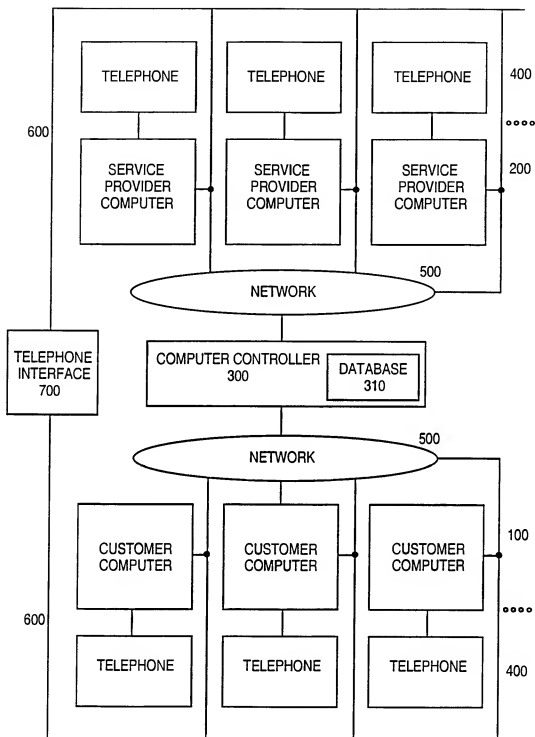 TELEPHONE
TELEPHONE
TELEPHONE
400
600
SERVICE
PROVIDER
COMPUTER
SERVICE
PROVIDER
COMPUTER
SERVICE
PROVIDER
COMPUTER
200
500
NETWORK
TELEPHONE
INTERFACE
700
COMPUTER CONTROLLER
300
DATABASE
310
500
NETWORK
CUSTOMER
COMPUTER
CUSTOMER
COMPUTER
CUSTOMER
COMPUTER
100
600
TELEPHONE
TELEPHONE
TELEPHONE
400